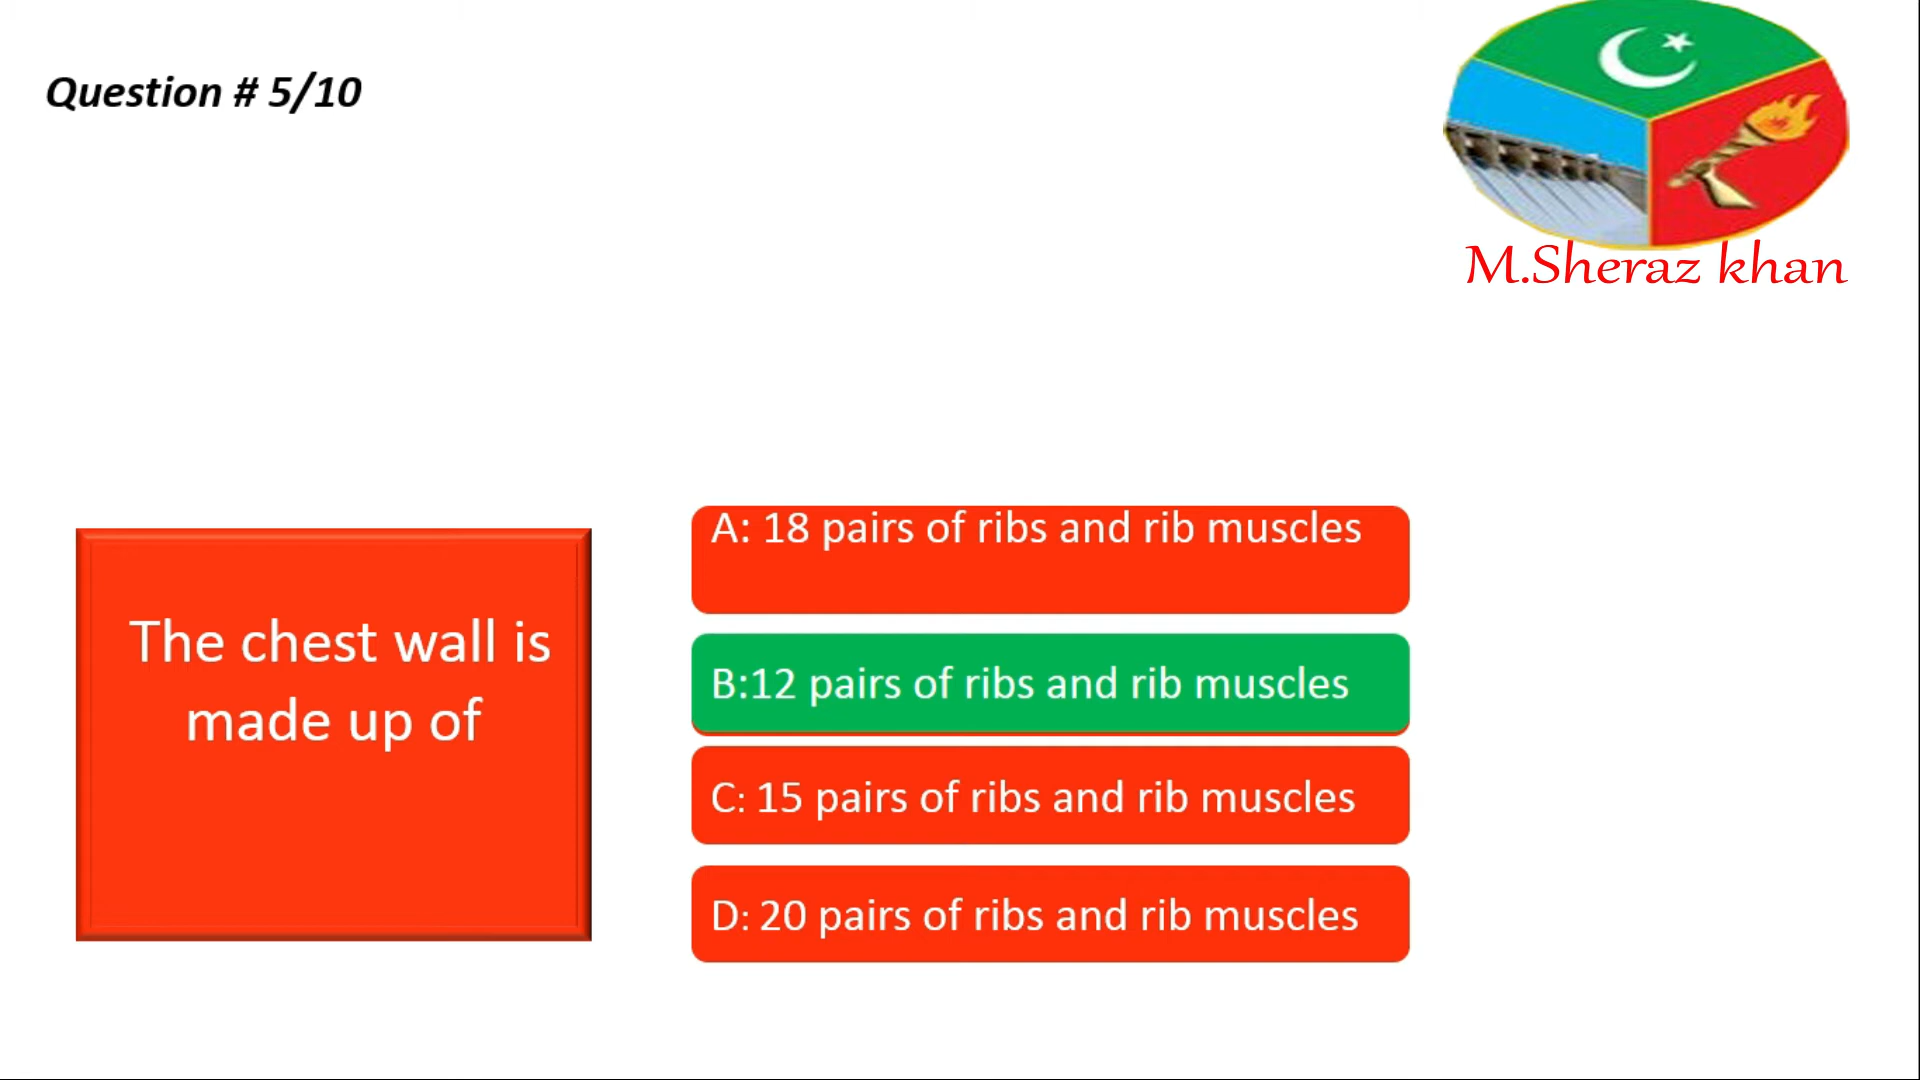 Question # 5/10
M.Sheraz khan
The chest wall is
made up of
A: 18 pairs of ribs and rib muscles
B:12 pairs of ribs and rib muscles
C: 15 pairs of ribs and rib muscles
D: 20 pairs of ribs and rib muscles